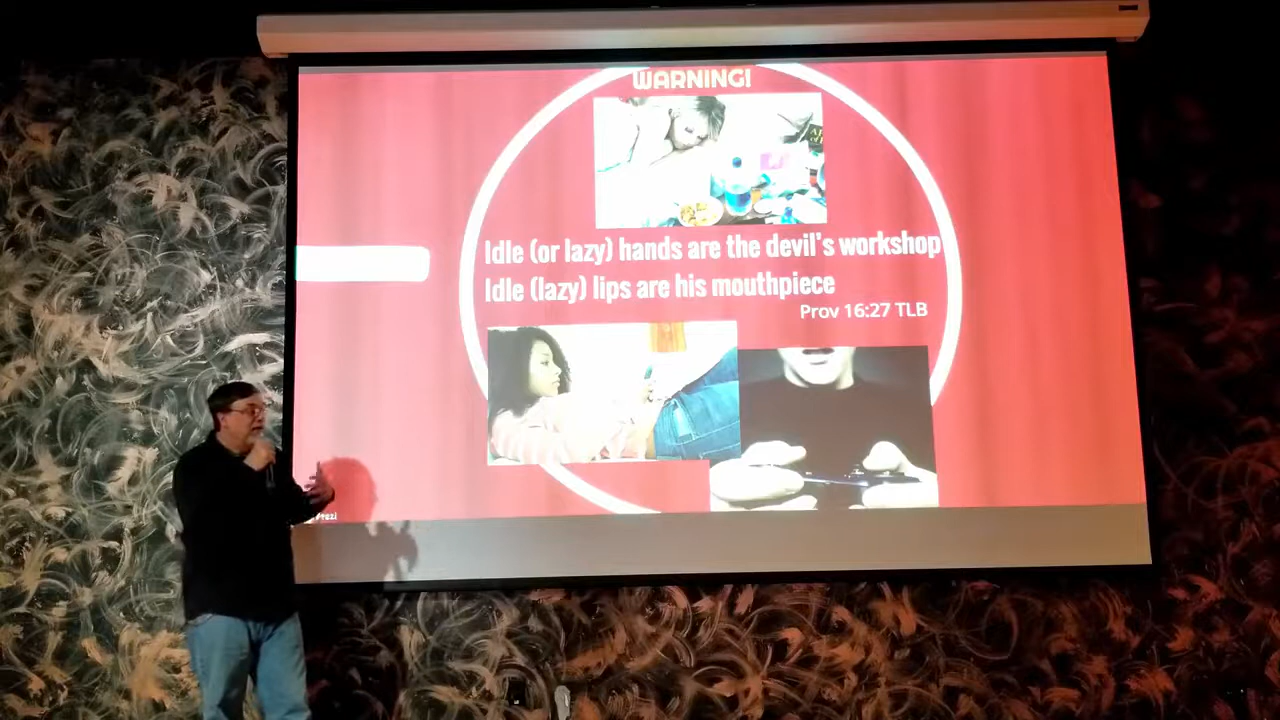 WARNING!
Idle (or lazy) hands are the devil's workshop
Idle (lazy) lips are his mouthpiece
Prov 16:27 TLB